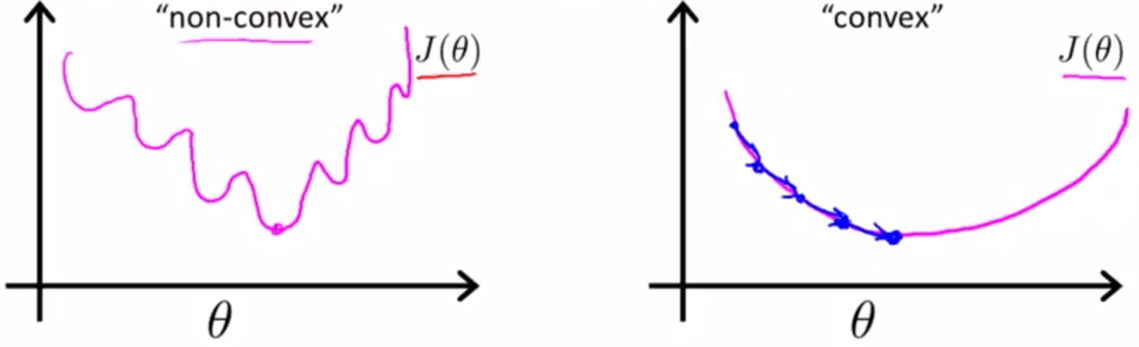 “non-convex”
J(θ)
θ
“convex”
J(θ)
θ